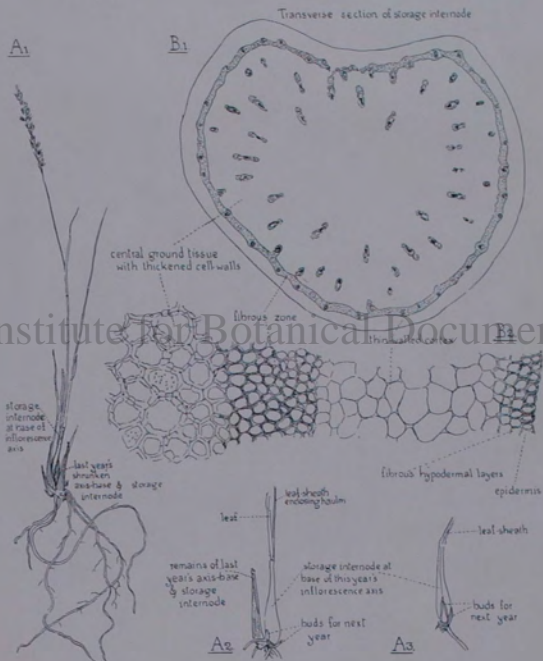 Transverse section of storage internode
A1.
B1.
central ground tissue
with thickened cell-walls
fibrous zone
Institute for Botanical Documen
thin-walled cortex
B2.
storage
internode
at base of
inflorescence
axis
last year's
shrunken
axis-base & storage
internode
fibrous hypodermal layers
epidermis
leaf-sheath
enclosing haulm
leaf
leaf-sheath
remains of last
year's axis-base
& storage
internode
storage internode at
base of this year's
inflorescence axis
buds for next
year
buds for
next year
A2.
A3.